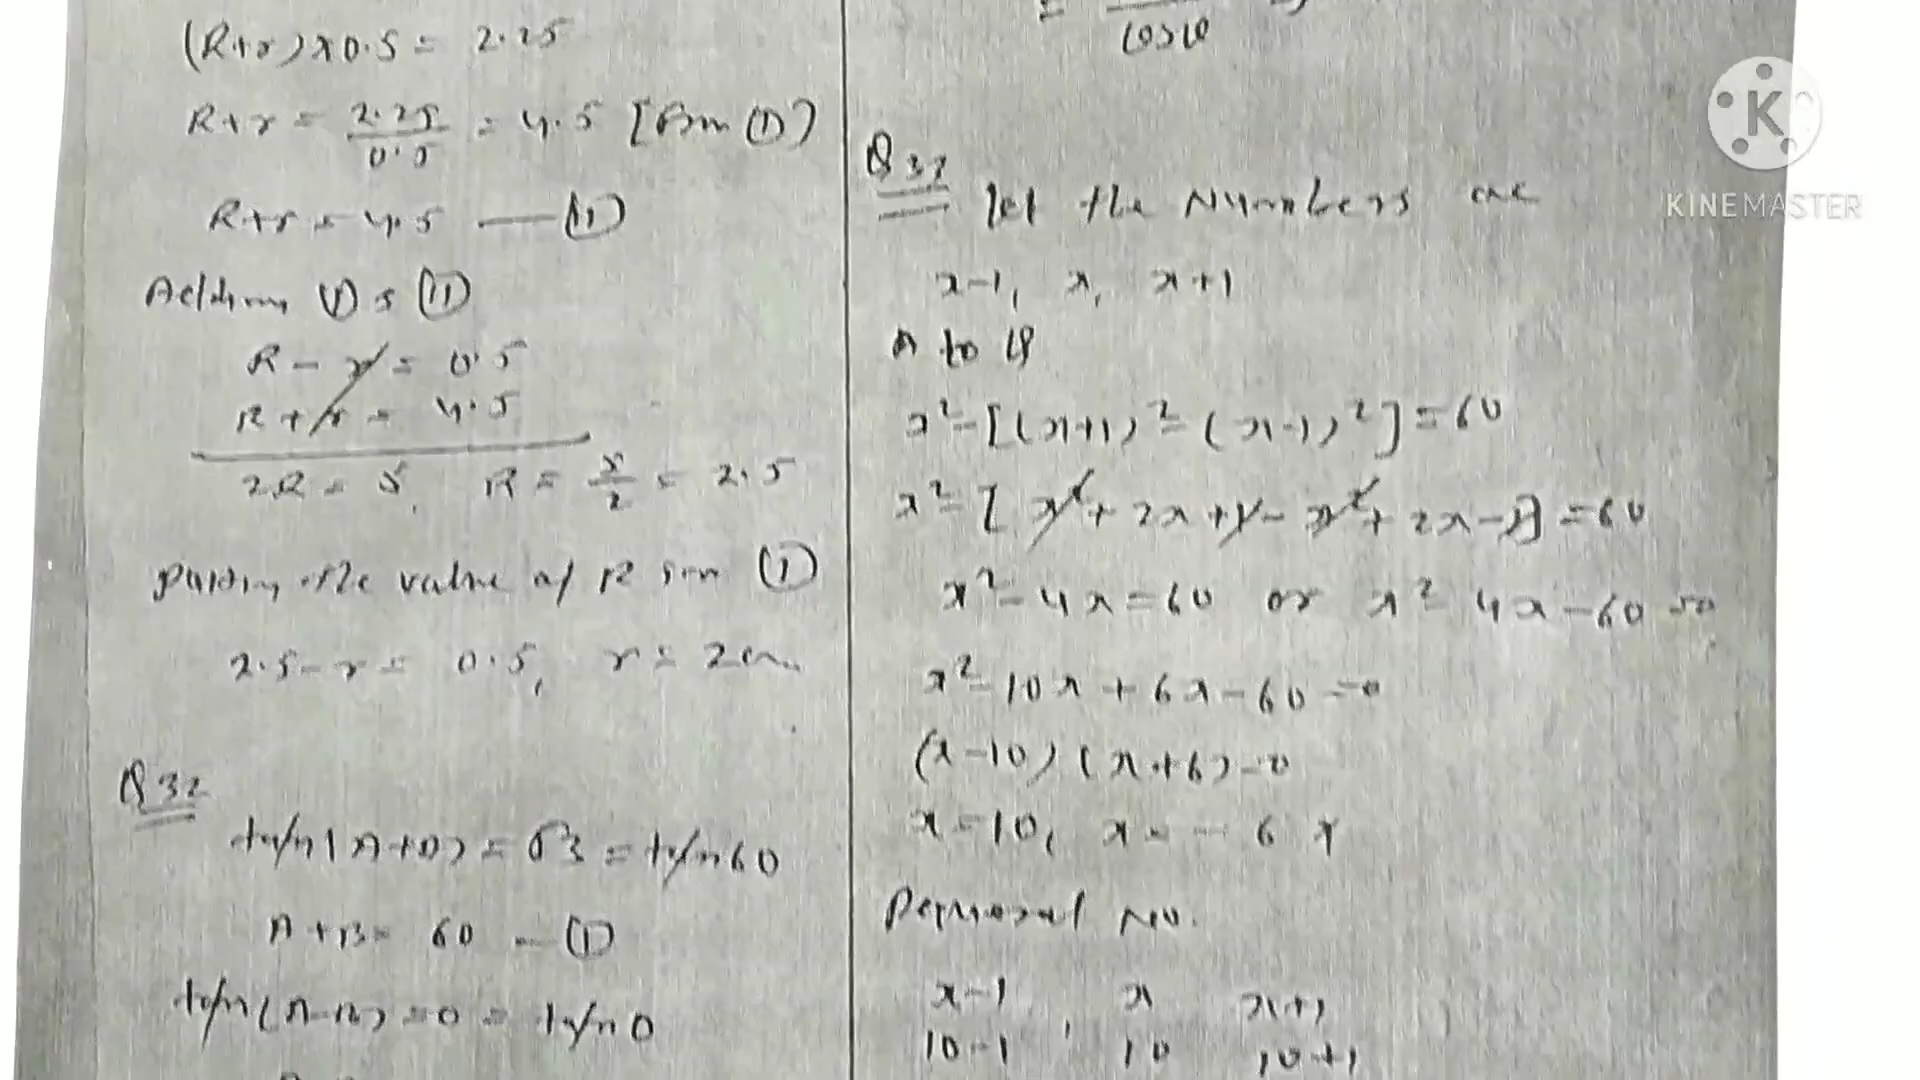 (R+r)×0.5 = 2.25
R+r = 2.25/0.5 = 4.5 [from (I)]
R+r = 4.5 —(II)
Adding (I) & (II)
R - r = 0.5
R + r = 4.5
2R = 5, R = 5/2 = 2.5
putting the value of R in (I)
2.5 - r = 0.5, r = 2cm
Q 32
tan(A+B) = √3 = tan60
A+B = 60 —(I)
tan(A-B) = 0 = tan0
=
cosθ
let the Numbers are
x-1, x, x+1
A to Q
x² - [(x+1)² - (x-1)²] = 60
x² - [x² + 2x + 1 - x² + 2x - 1] = 60
x² - 4x = 60 or x² - 4x - 60 = 0
x² - 10x + 6x - 60 = 0
(x-10) (x+6) = 0
x = 10, x = -6 ×
No.
x-1, x x+1
10-1 10 10+1
K
KINEMASTER